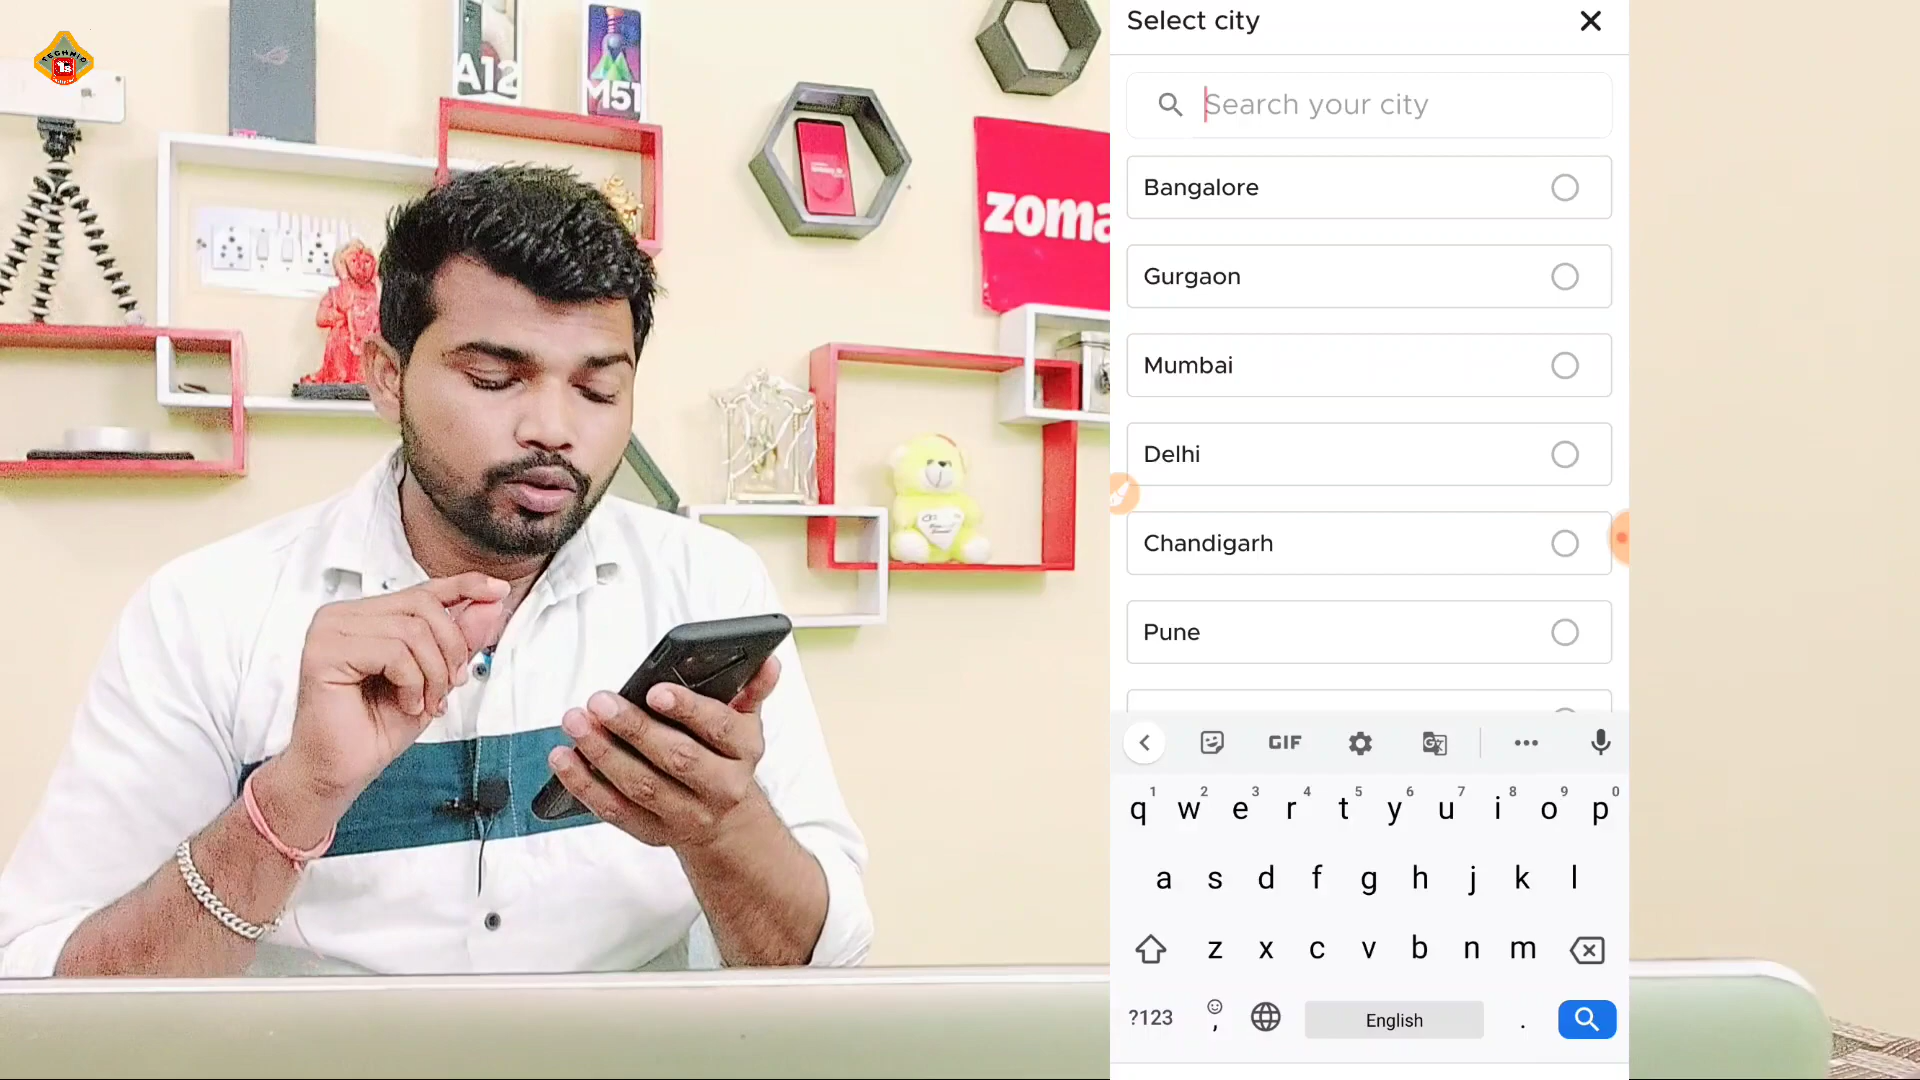 TECHNIO
A12
M51
zoma
Select city
Search your city
Bangalore
Gurgaon
Mumbai
Delhi
Chandigarh
Pune
GIF
1 2 3 4 5 6 7 8 9 0
q w e r t y u i o p
a s d f g h j k l
z x c v b n m
?123 , English .